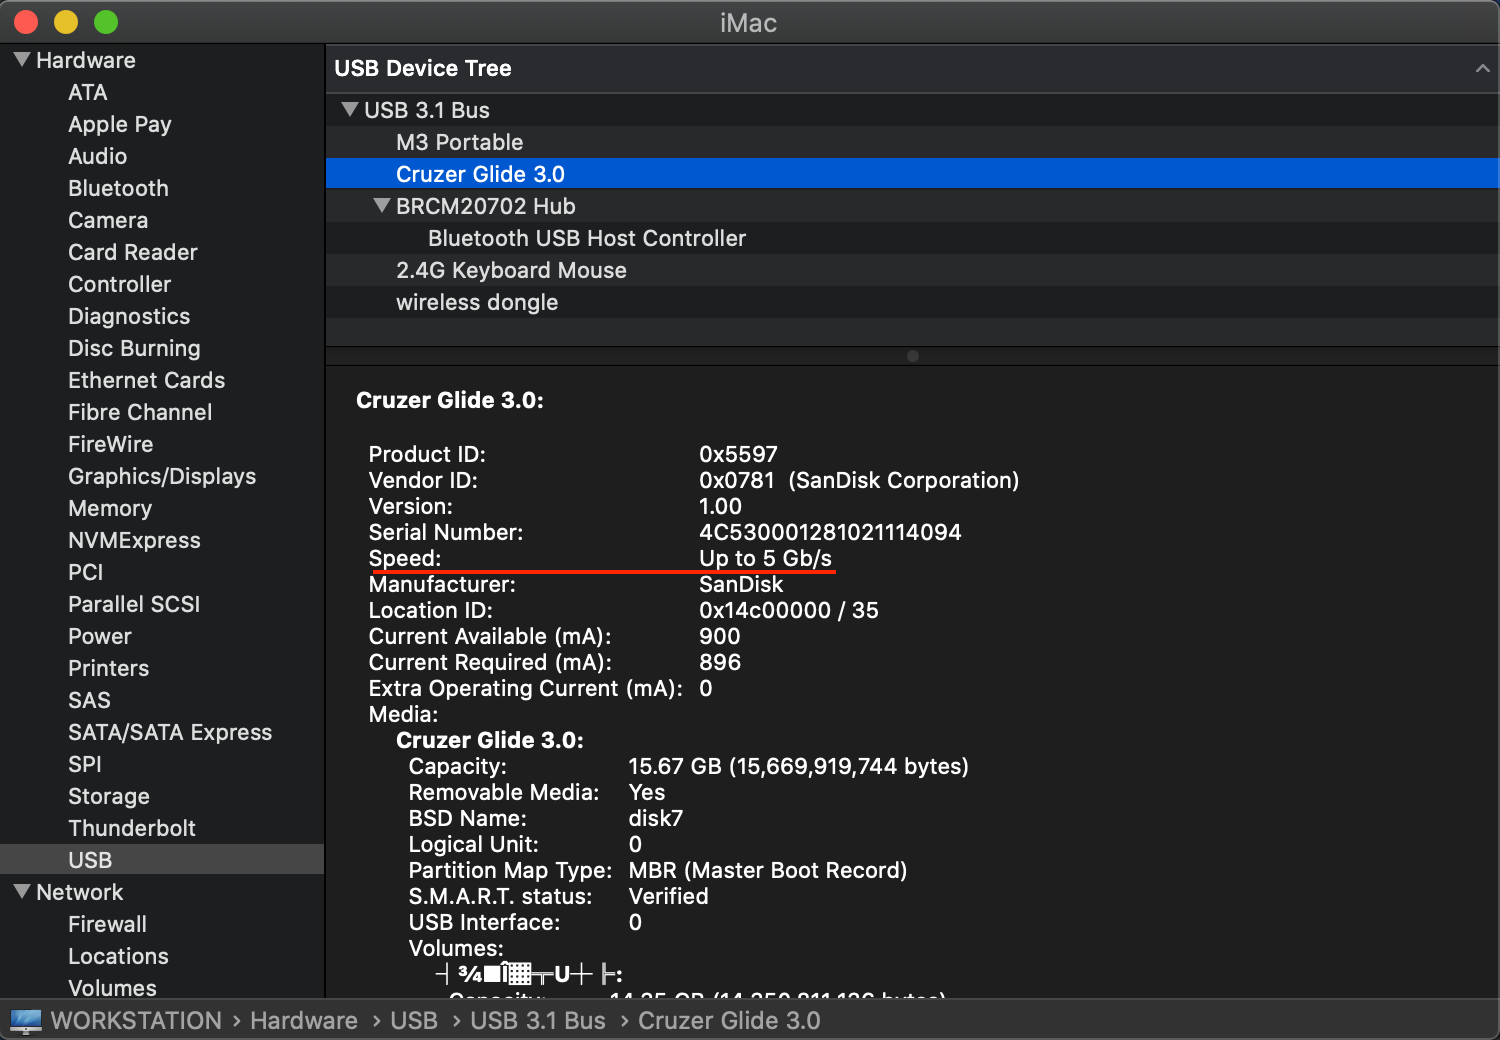 iMac
Hardware
ATA
Apple Pay
Audio
Bluetooth
Camera
Card Reader
Controller
Diagnostics
Disc Burning
Ethernet Cards
Fibre Channel
FireWire
Graphics/Displays
Memory
NVMExpress
PCI
Parallel SCSI
Power
Printers
SAS
SATA/SATA Express
SPI
Storage
Thunderbolt
USB
Network
Firewall
Locations
Volumes
USB Device Tree
USB 3.1 Bus
M3 Portable
Cruzer Glide 3.0
BRCM20702 Hub
Bluetooth USB Host Controller
2.4G Keyboard Mouse
wireless dongle
Cruzer Glide 3.0:
Product ID: 0x5597
Vendor ID: 0x0781 (SanDisk Corporation)
Version: 1.00
Serial Number: 4C530001281021114094
Speed: Up to 5 Gb/s
Manufacturer: SanDisk
Location ID: 0x14c00000 / 35
Current Available (mA): 900
Current Required (mA): 896
Extra Operating Current (mA): 0
Media:
Cruzer Glide 3.0:
Capacity: 15.67 GB (15,669,919,744 bytes)
Removable Media: Yes
BSD Name: disk7
Logical Unit: 0
Partition Map Type: MBR (Master Boot Record)
S.M.A.R.T. status: Verified
USB Interface: 0
Volumes:
WORKSTATION › Hardware › USB › USB 3.1 Bus › Cruzer Glide 3.0